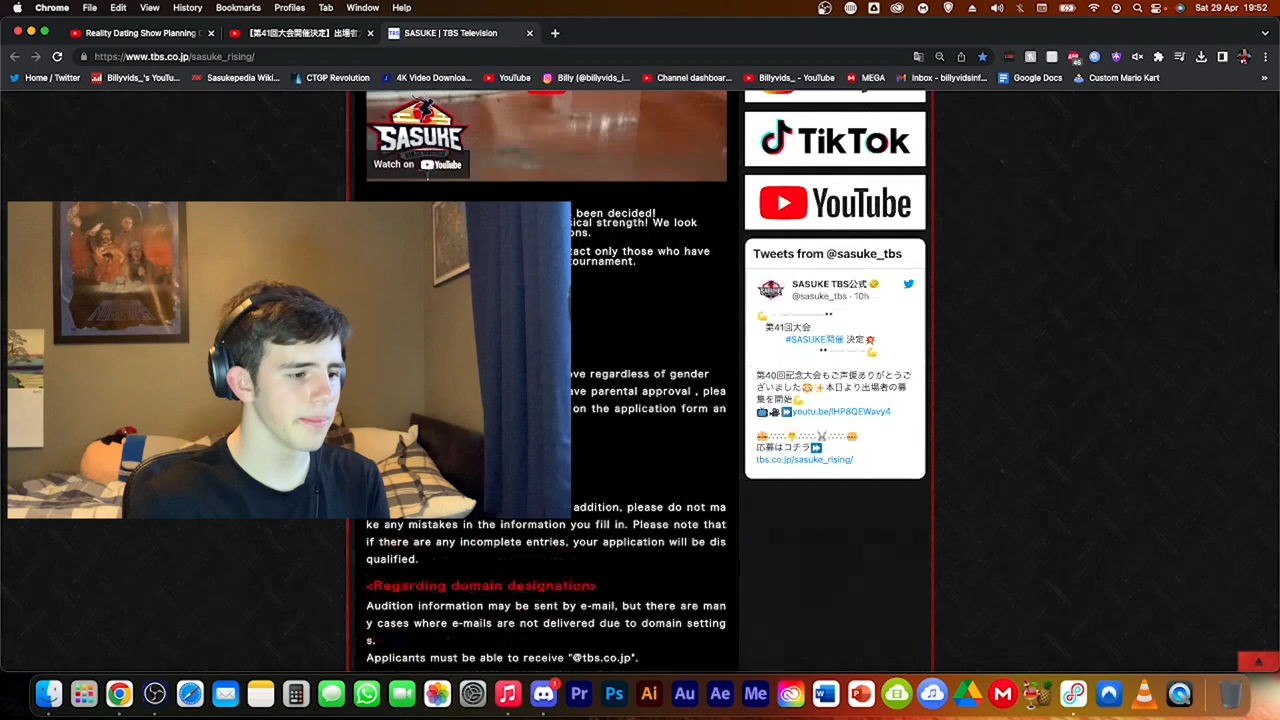 Chrome File Edit View History Bookmarks Profiles Tab Window Help Sat 29 Apr 19:52
Reality Dating Show Planning
【第41回大会開催決定】出場者
SASUKE | TBS Television
https://www.tbs.co.jp/sasuke_rising/
Home / Twitter
Billyvids_'s YouTu...
Sasukepedia Wiki...
CTGP Revolution
4K Video Downloa...
YouTube
Billy (@billyvids_i...
Channel dashboar...
Billyvids_ - YouTube
MEGA
Inbox - billyvidsinf...
Google Docs
Custom Mario Kart
SASUKE
Watch on YouTube
been decided!
sical strength! We look
ons.
tact only those who have
tournament.
ove regardless of gender
ave parental approval , plea
on the application form an
addition, please do not ma
ke any mistakes in the information you fill in. Please note that
if there are any incomplete entries, your application will be dis
qualified.
<Regarding domain designation>
Audition information may be sent by e-mail, but there are man
y cases where e-mails are not delivered due to domain setting
s.
Applicants must be able to receive "@tbs.co.jp".
TikTok
YouTube
Tweets from @sasuke_tbs
SASUKE TBS公式
@sasuke_tbs · 10h
第41回大会
#SASUKE開催 決定
第40回記念大会もご声援ありがとうご
ざいました本日より出場者の募
集を開始
youtu.be/lHP8QEWavy4
応募はコチラ
tbs.co.jp/sasuke_rising/
Pr Ps Ai Au Ae Me